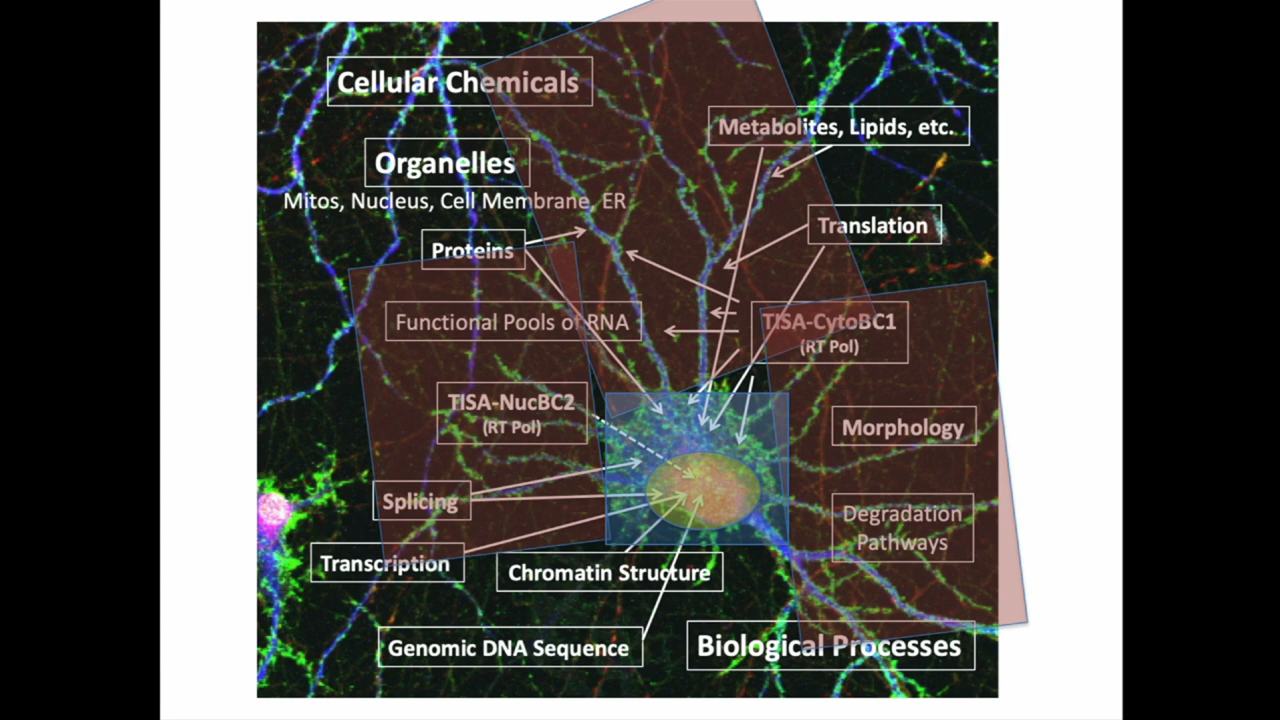 Cellular Chemicals
Metabolites, Lipids, etc.
Organelles
Mitos, Nucleus, Cell Membrane, ER
Translation
Proteins
Functional Pools of RNA
TISA-CytoBC1
(RT Pol)
TISA-NucBC2
(RT Pol)
Morphology
Splicing
Degradation
Pathways
Transcription
Chromatin Structure
Genomic DNA Sequence
Biological Processes